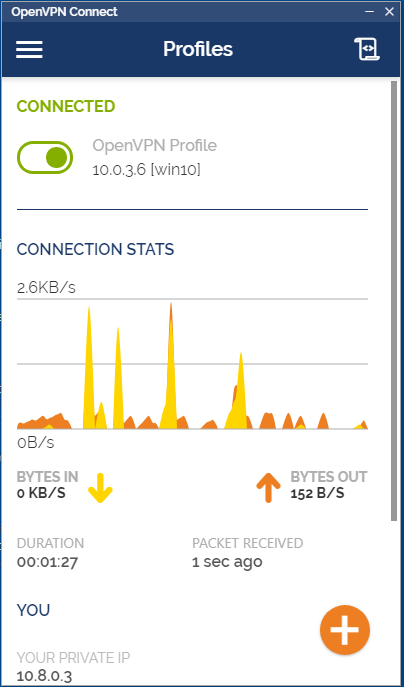 OpenVPN Connect
Profiles
CONNECTED
OpenVPN Profile
10.0.3.6 [win10]
CONNECTION STATS
2.6KB/s
0B/s
BYTES IN
0 KB/S
BYTES OUT
152 B/S
DURATION
00:01:27
PACKET RECEIVED
1 sec ago
YOU
YOUR PRIVATE IP
10.8.0.3